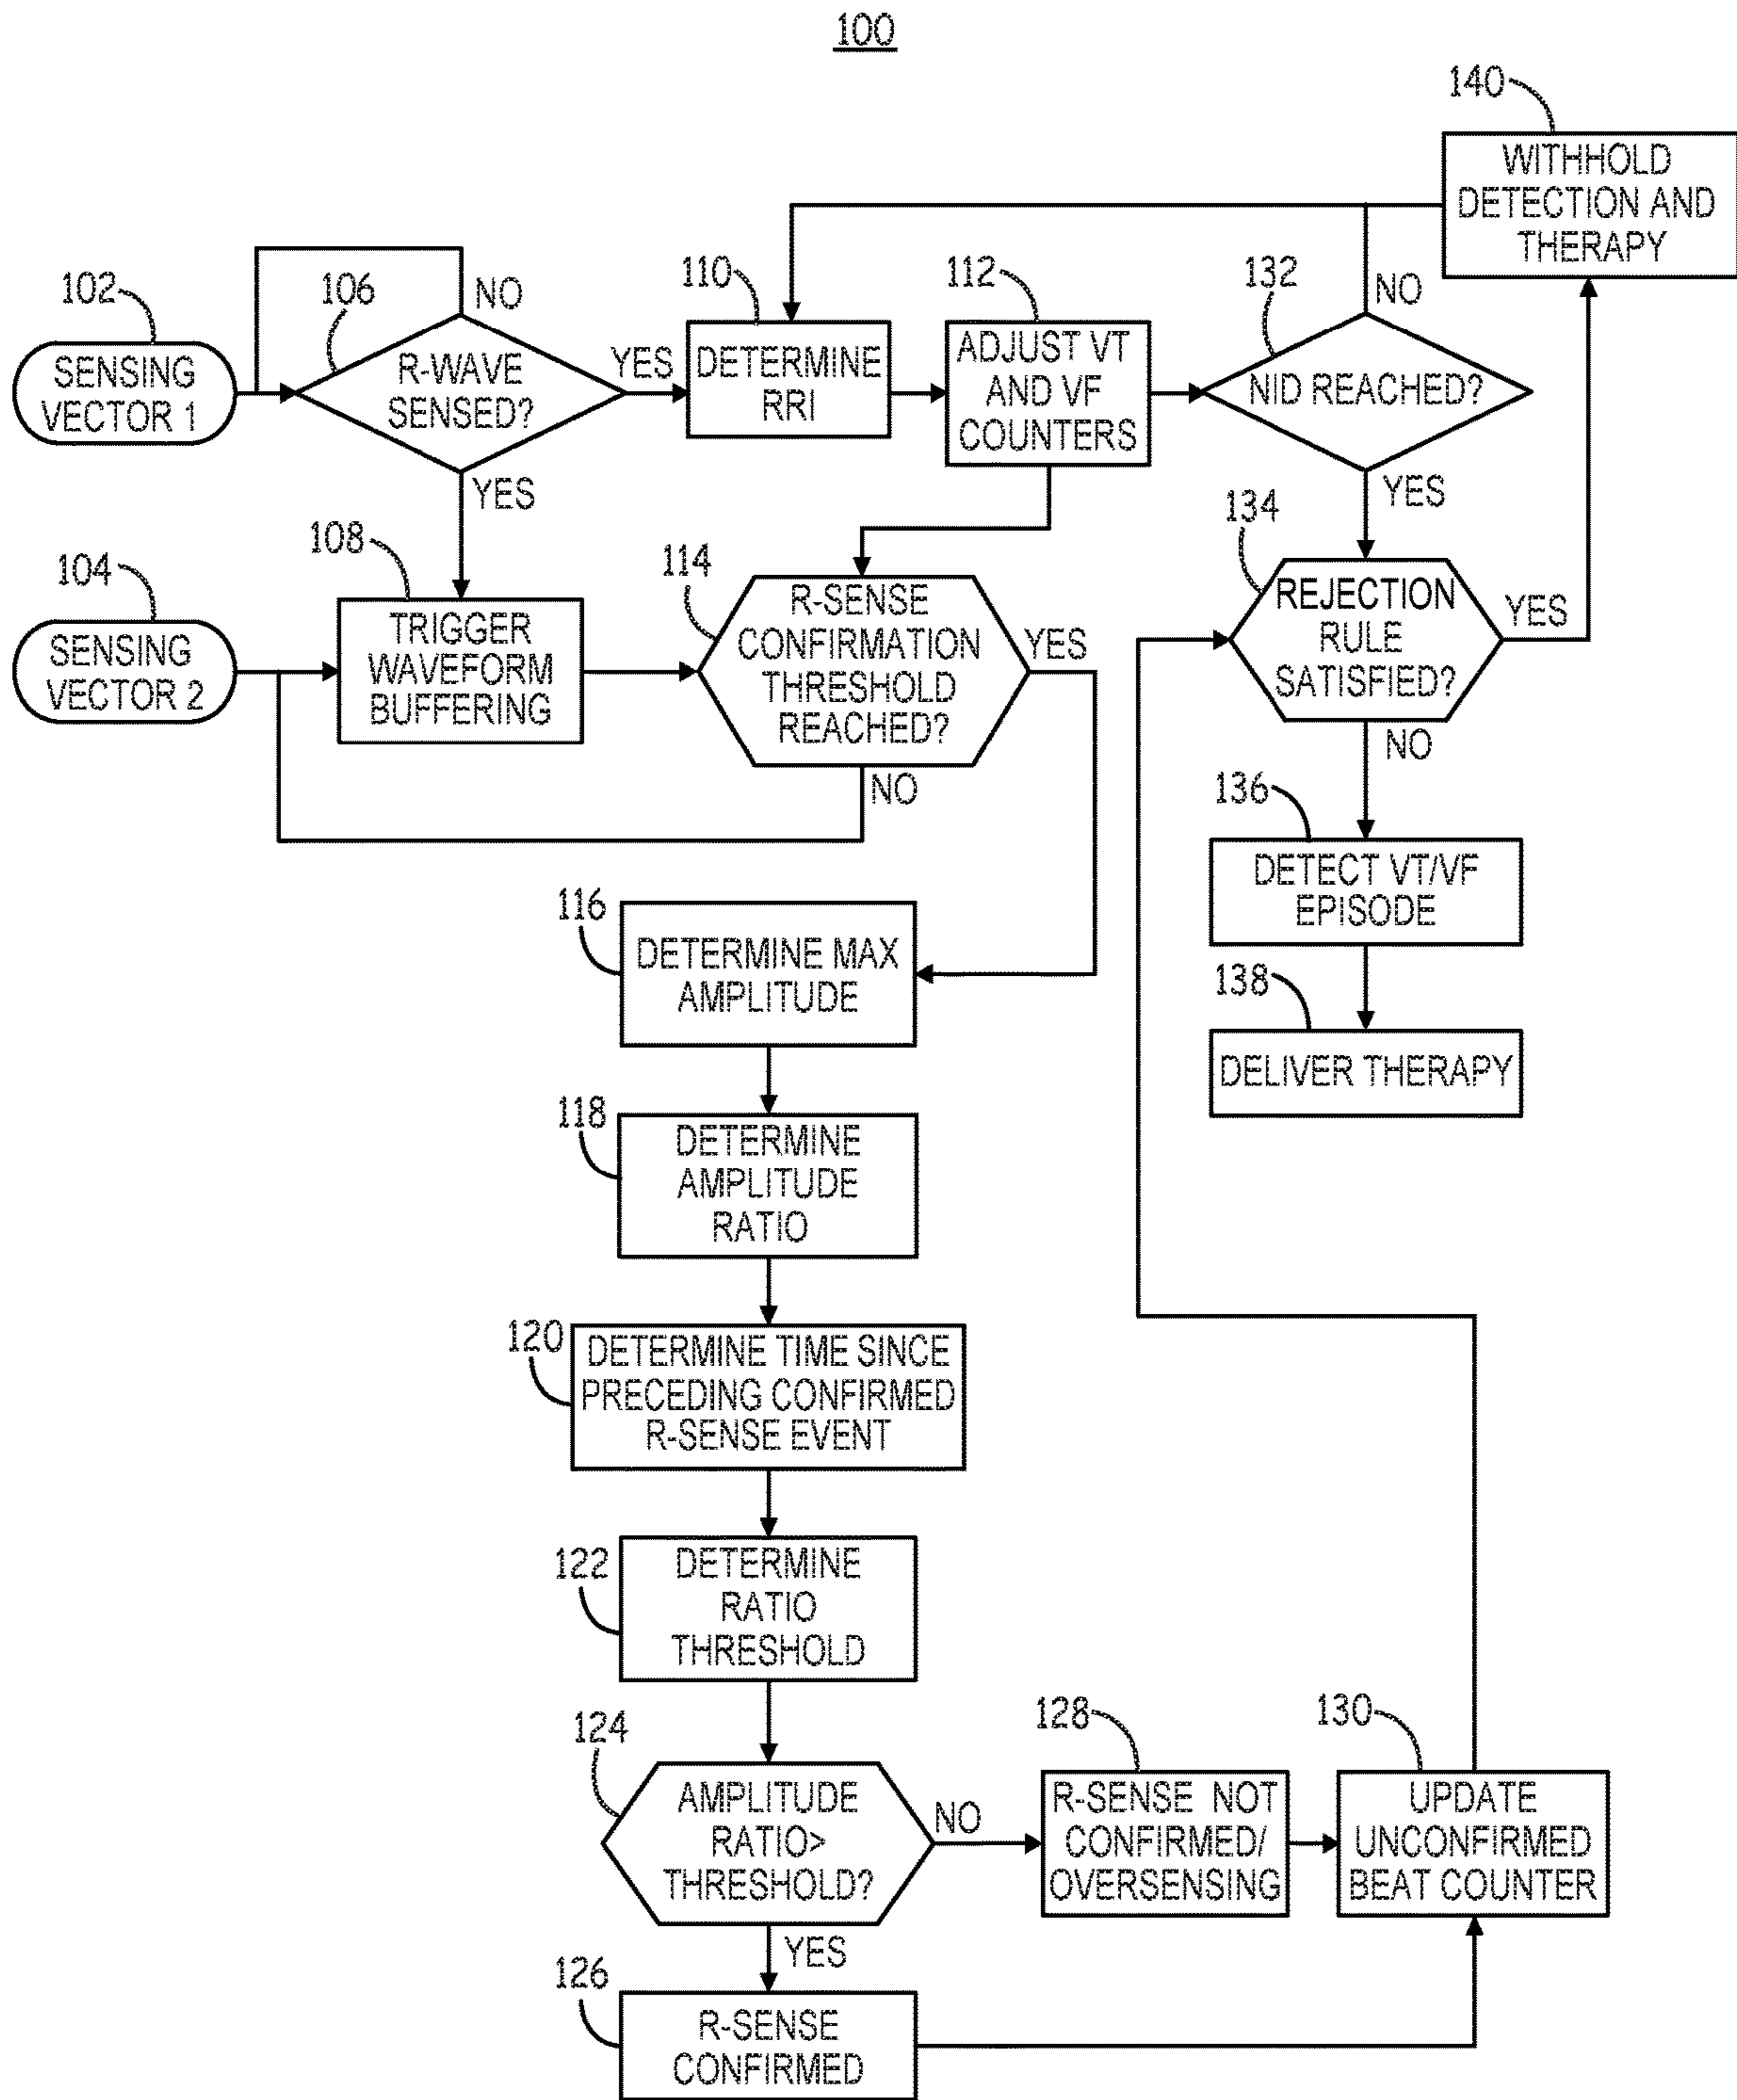 100
140
WITHHOLD
DETECTION AND
THERAPY
102
106
NO
110
112
132
NO
SENSING
VECTOR 1
R-WAVE
SENSED?
YES
DETERMINE
RRI
ADJUST VT
AND VF
COUNTERS
NID REACHED?
YES
YES
104
108
114
134
SENSING
VECTOR 2
TRIGGER
WAVEFORM
BUFFERING
R-SENSE
CONFIRMATION
THRESHOLD
REACHED?
YES
NO
REJECTION
RULE
SATISFIED?
YES
NO
136
DETECT VT/VF
EPISODE
138
DELIVER THERAPY
116
DETERMINE MAX
AMPLITUDE
118
DETERMINE
AMPLITUDE
RATIO
120
DETERMINE TIME SINCE
PRECEDING CONFIRMED
R-SENSE EVENT
122
DETERMINE
RATIO
THRESHOLD
124
AMPLITUDE
RATIO>
THRESHOLD?
NO
YES
128
R-SENSE NOT
CONFIRMED/
OVERSENSING
130
UPDATE
UNCONFIRMED
BEAT COUNTER
126
R-SENSE
CONFIRMED